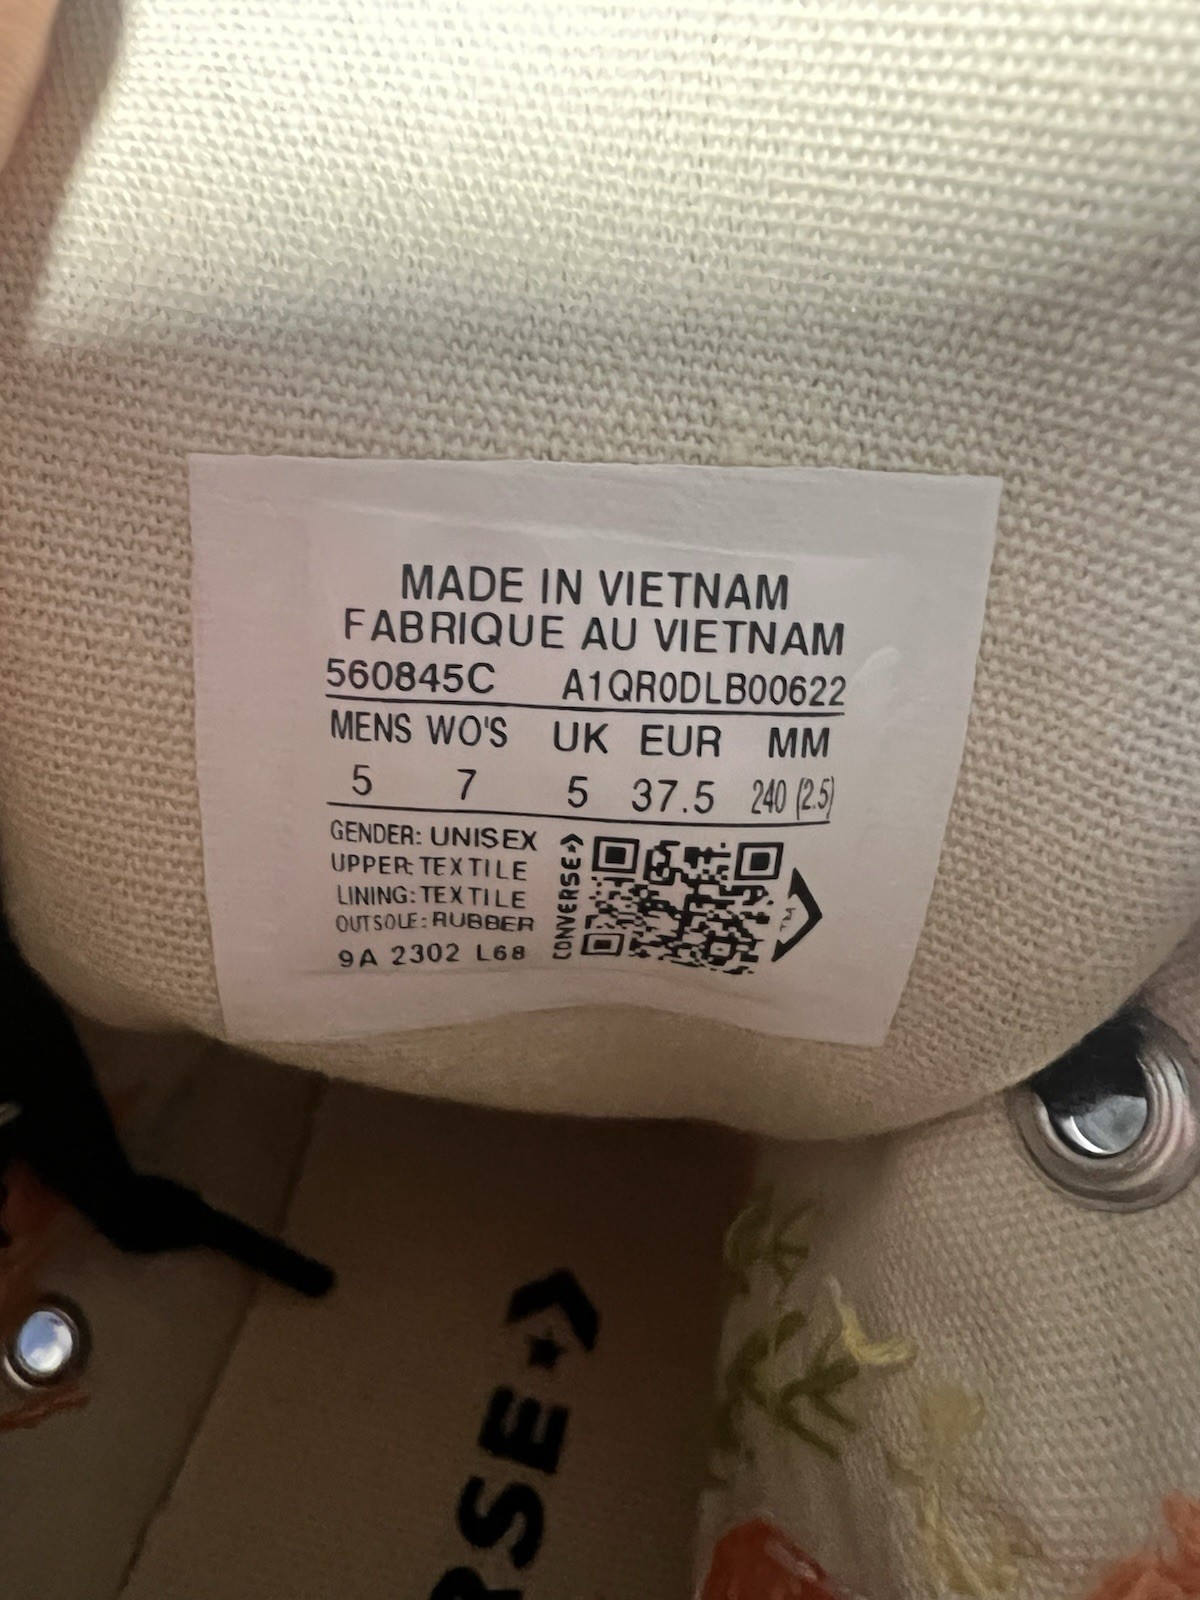 MADE IN VIETNAM
FABRIQUE AU VIETNAM
560845C A1QR0DLB00622
MENS WO'S UK EUR MM
5 7 5 37.5 240 (2.5)
GENDER: UNISEX
UPPER: TEXTILE
LINING: TEXTILE
OUTSOLE: RUBBER
9A 2302 L68
CONVERSE
RSE